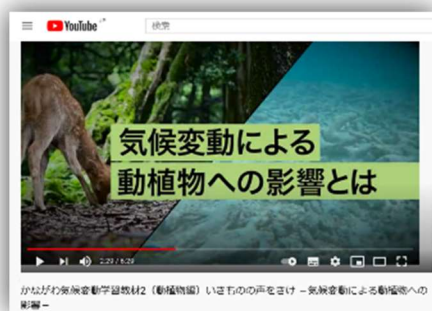 YouTube JP
検索
気候変動による
動植物への影響とは
2:29 / 6:29
かながわ気候変動学習教材2（動植物編）いきものの声をきけ －気候変動による動植物への
影響－